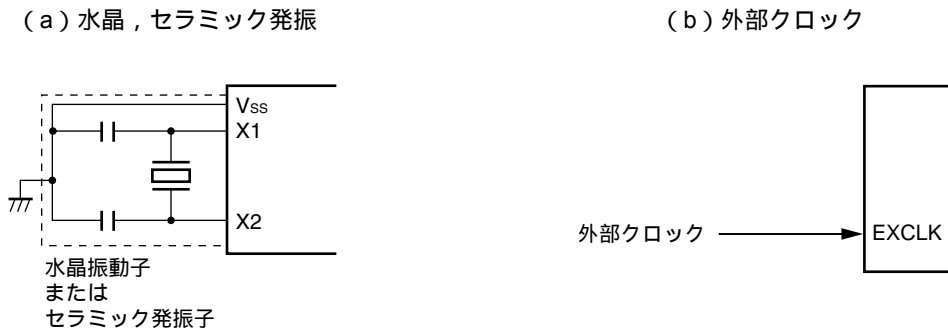 （a）水晶，セラミック発振
（b）外部クロック
VSS
X1
X2
水晶振動子
または
セラミック発振子
外部クロック
EXCLK